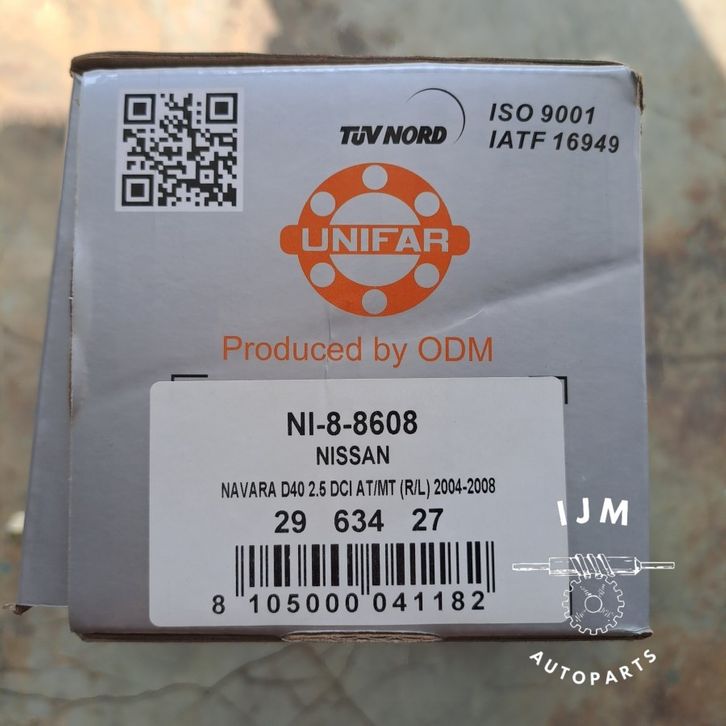 TÜV NORD
ISO 9001
IATF 16949
UNIFAR
Produced by ODM
NI-8-8608
NISSAN
NAVARA D40 2.5 DCI AT/MT (R/L) 2004-2008
29 634 27
8 105000 041182
IJM
AUTOPARTS